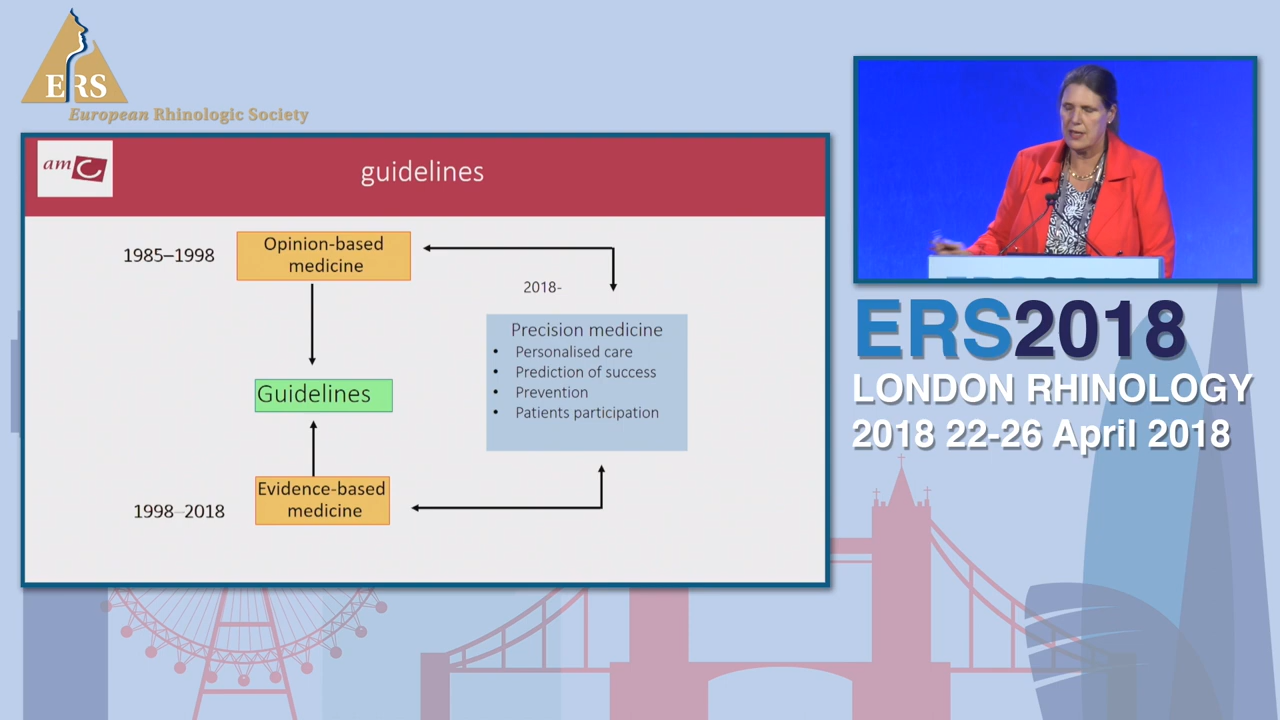 ERS
European Rhinologic Society
amc
guidelines
1985–1998
Opinion-based
medicine
2018-
Precision medicine
• Personalised care
• Prediction of success
• Prevention
• Patients participation
Guidelines
Evidence-based
medicine
1998–2018
ERS2018
LONDON RHINOLOGY
2018 22-26 April 2018